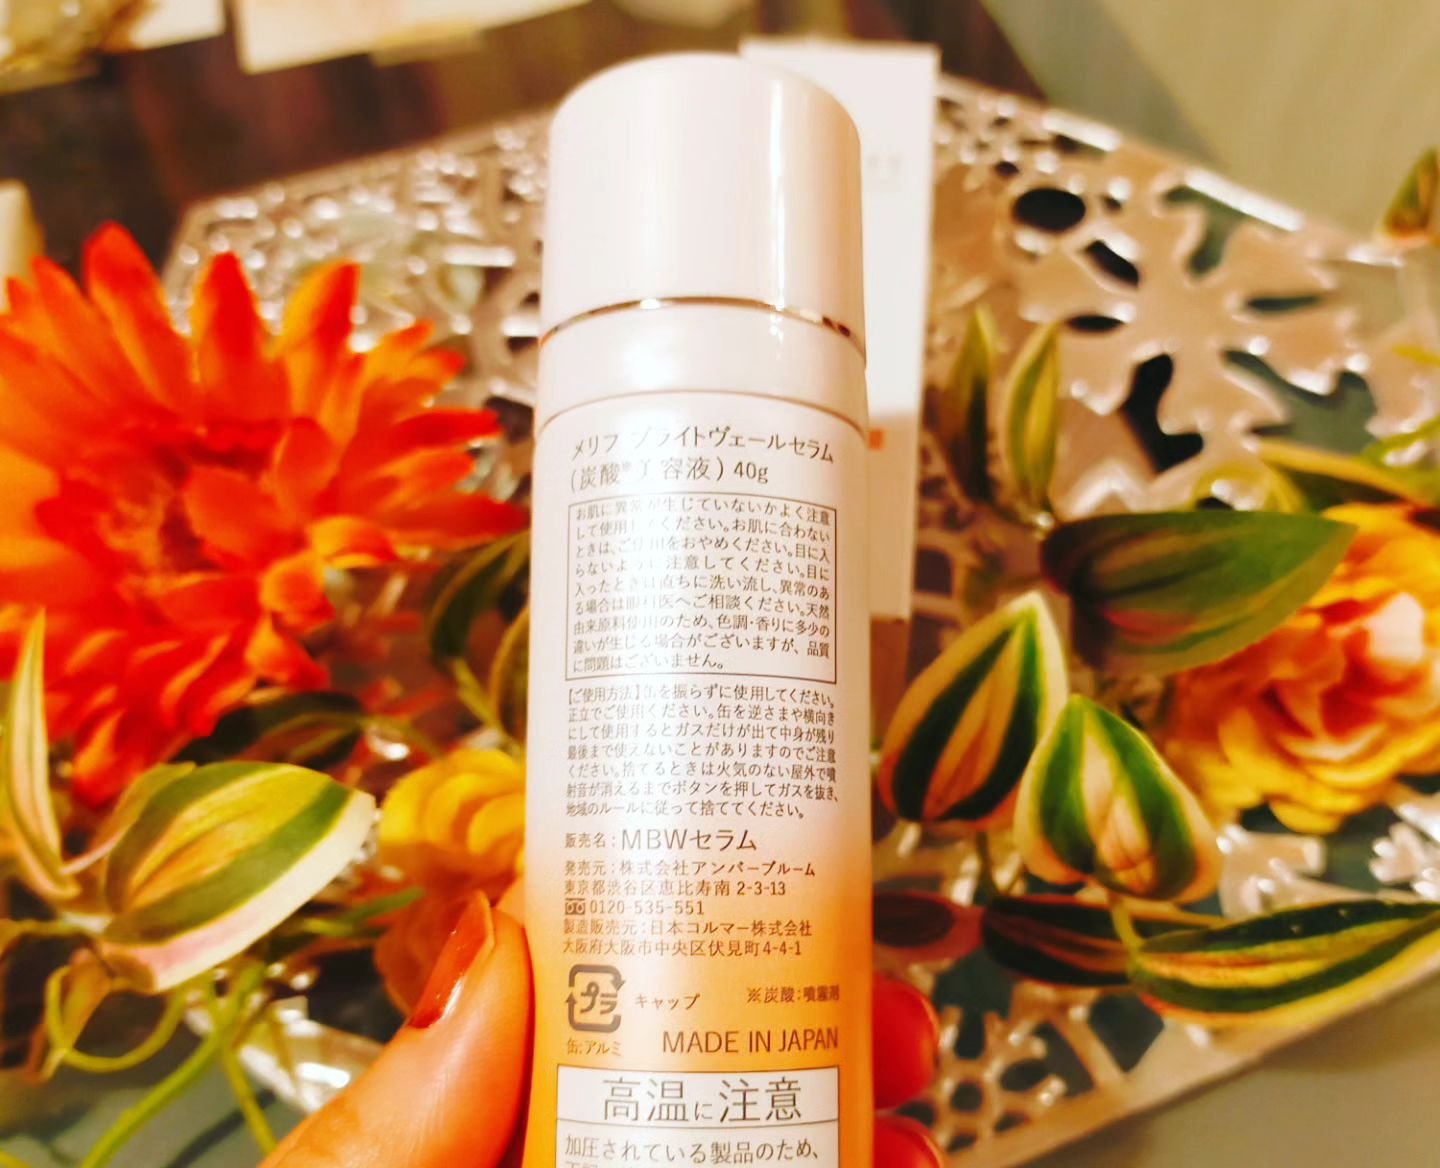 メリフ ブライトヴェールセラム
(炭酸※美容液) 40g
お肌に異常が生じていないかよく注意
して使用してください。お肌に合わない
ときは、ご使用をおやめください。目に入
らないように注意してください。目に
入ったときは直ちに洗い流し、異常のあ
る場合は眼科医へご相談ください。天然
由来原料使用のため、色調・香りに多少の
違いが生じる場合がございますが、品質
に問題はございません。
【ご使用方法】缶を振らずに使用してください。
正立でご使用ください。缶を逆さまや横向き
にして使用するとガスだけが出て中身が残り
最後まで使えないことがありますのでご注意
ください。捨てるときは火気のない屋外で噴
射音が消えるまでボタンを押してガスを抜き、
地域のルールに従って捨ててください。
販売名:MBWセラム
発売元:株式会社アンバーブルーム
東京都渋谷区恵比寿南 2-3-13
0120-535-551
製造販売元:日本コルマー株式会社
大阪府大阪市中央区伏見町4-4-1
プラ キャップ ※炭酸:噴霧剤
缶:アルミ MADE IN JAPAN
高温に注意
加圧されている製品のため、